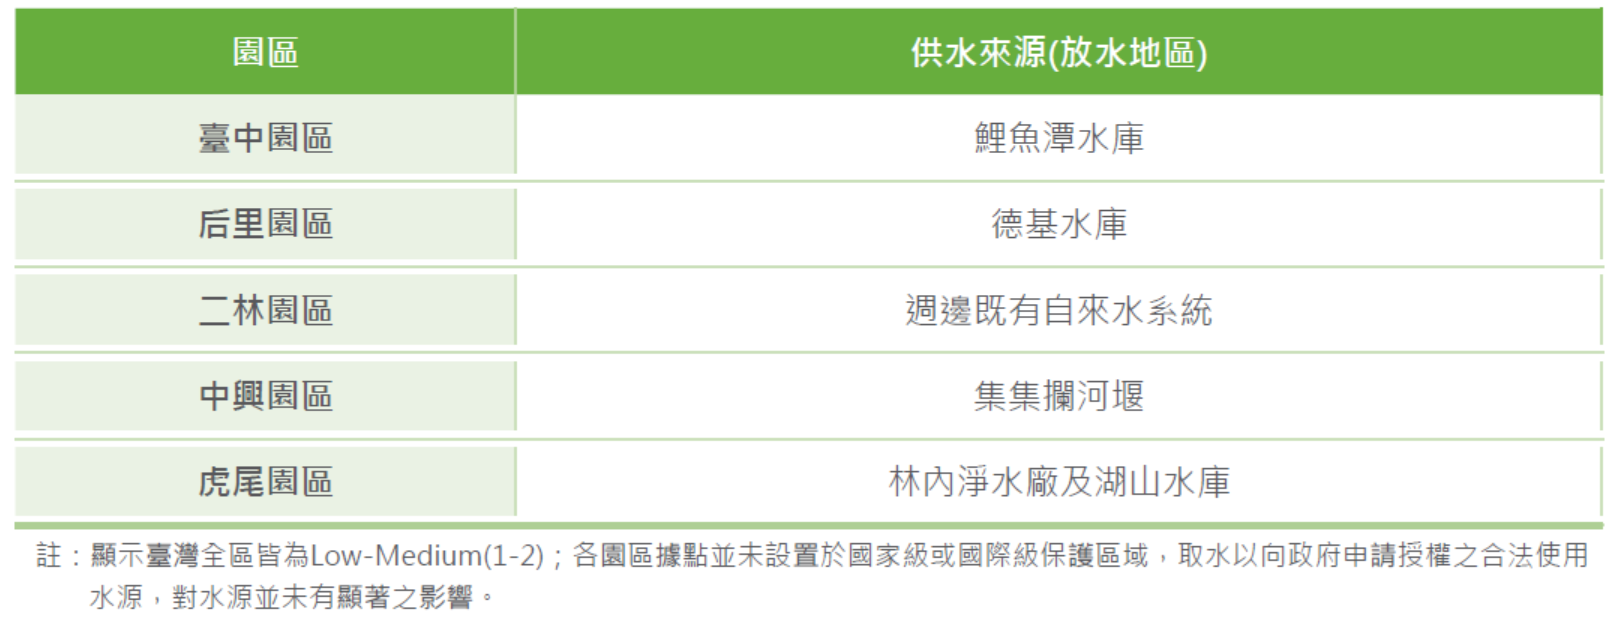 園區 供水來源(放水地區)
臺中園區 鯉魚潭水庫
后里園區 德基水庫
二林園區 週邊既有自來水系統
中興園區 集集攔河堰
虎尾園區 林內淨水廠及湖山水庫
註：顯示臺灣全區皆為Low-Medium(1-2)；各園區據點並未設置於國家級或國際級保護區域，取水以向政府申請授權之合法使用
水源，對水源並未有顯著之影響。